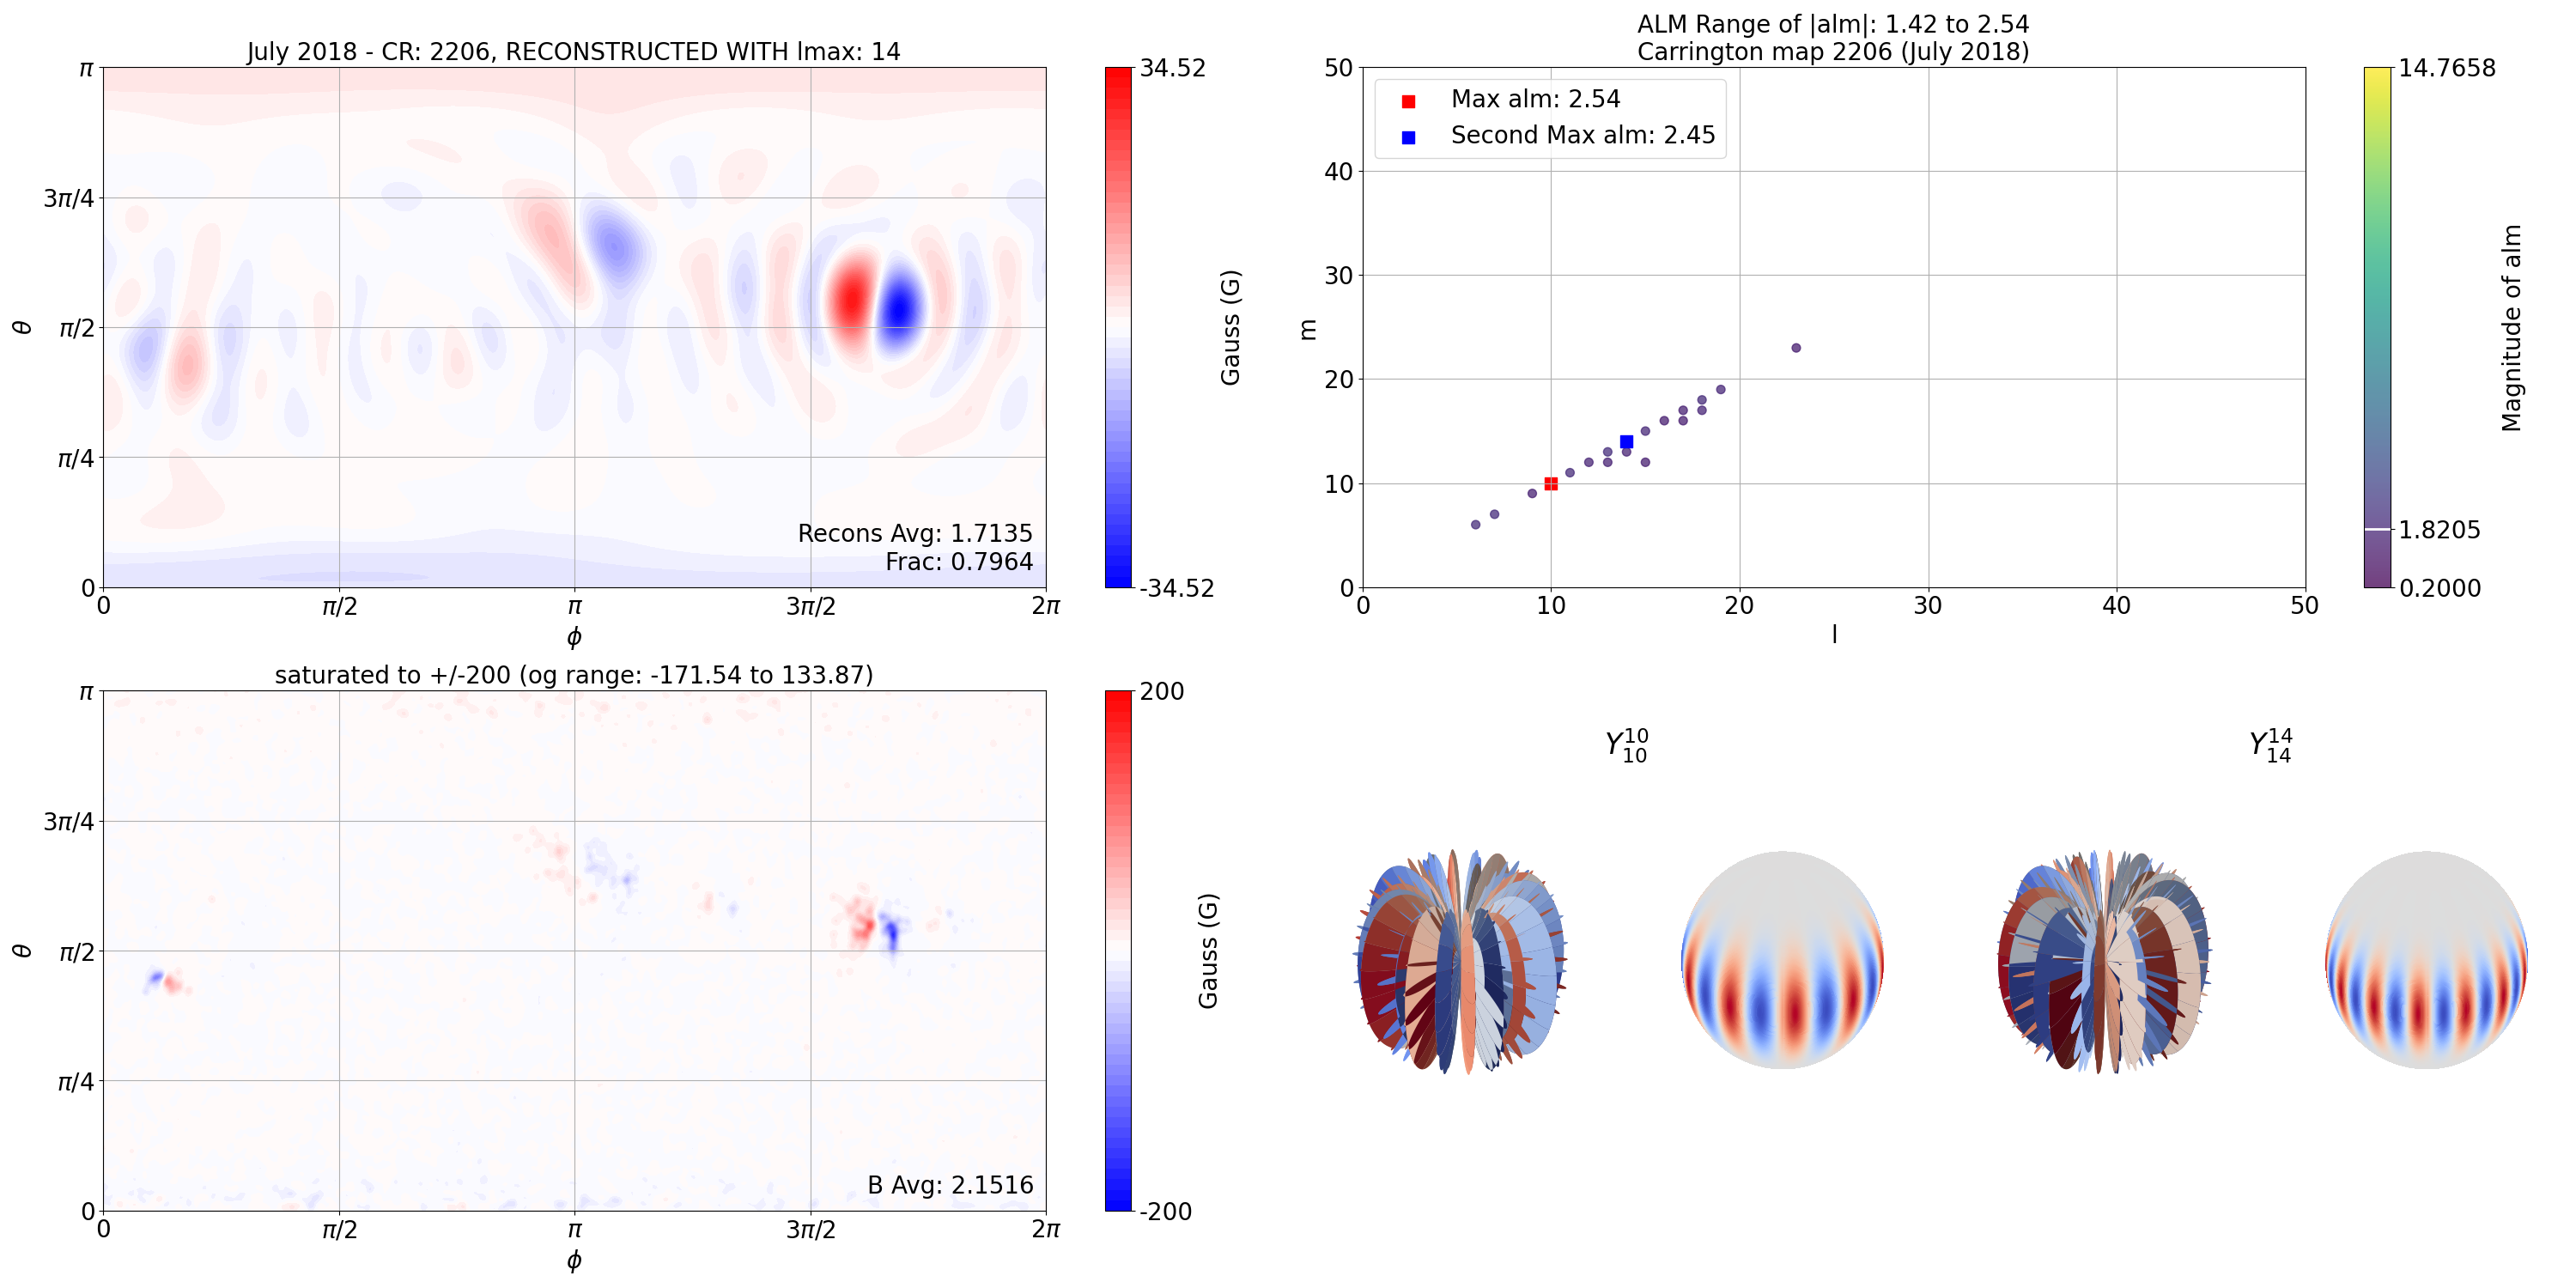 July 2018 - CR: 2206, RECONSTRUCTED WITH lmax: 14
π
3π/4
θ
π/2
π/4
0
0
π/2
π
3π/2
2π
ϕ
Recons Avg: 1.7135
Frac: 0.7964
34.52
Gauss (G)
-34.52
ALM Range of |alm|: 1.42 to 2.54
Carrington map 2206 (July 2018)
Max alm: 2.54
Second Max alm: 2.45
50
40
30
m
20
10
0
0
10
20
30
40
50
l
14.7658
Magnitude of alm
1.8205
0.2000
saturated to +/-200 (og range: -171.54 to 133.87)
π
3π/4
θ
π/2
π/4
0
0
π/2
π
3π/2
2π
ϕ
B Avg: 2.1516
200
Gauss (G)
-200
Y₁₀¹⁰
Y₁₄¹⁴